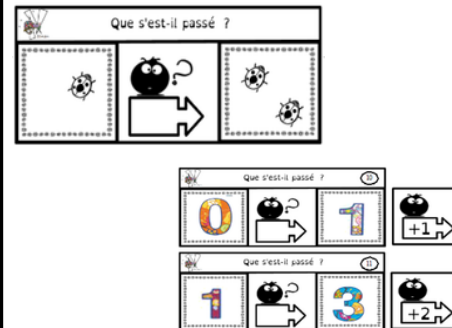 Que s'est-il passé ?
?
Que s'est-il passé ? 10
0 ? 1 +1
Que s'est-il passé ? 11
1 ? 3 +2